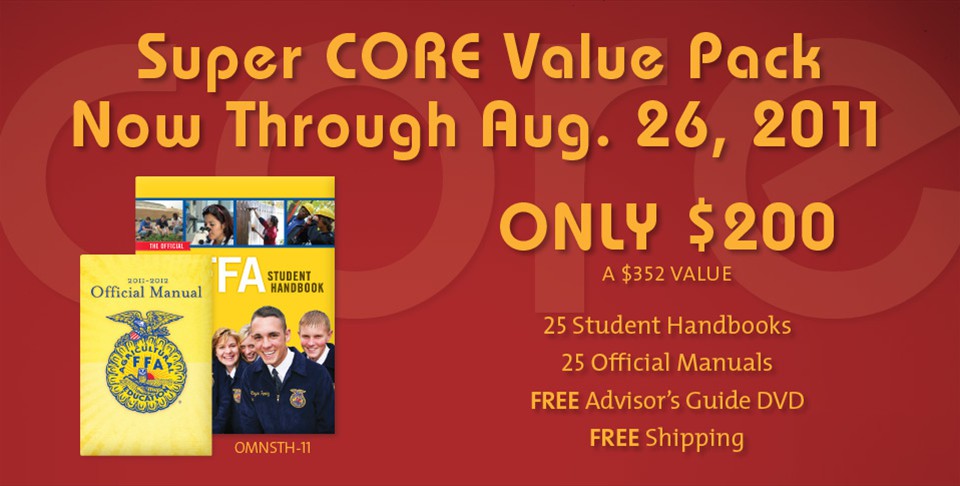 core
Super CORE Value Pack
Now Through Aug. 26, 2011
ONLY $200
A $352 VALUE
25 Student Handbooks
25 Official Manuals
FREE Advisor's Guide DVD
FREE Shipping
THE OFFICIAL
FFA STUDENT
HANDBOOK
2011-2012
Official Manual
AGRICULTURAL
FFA
EDUCATION
OMNSTH-11